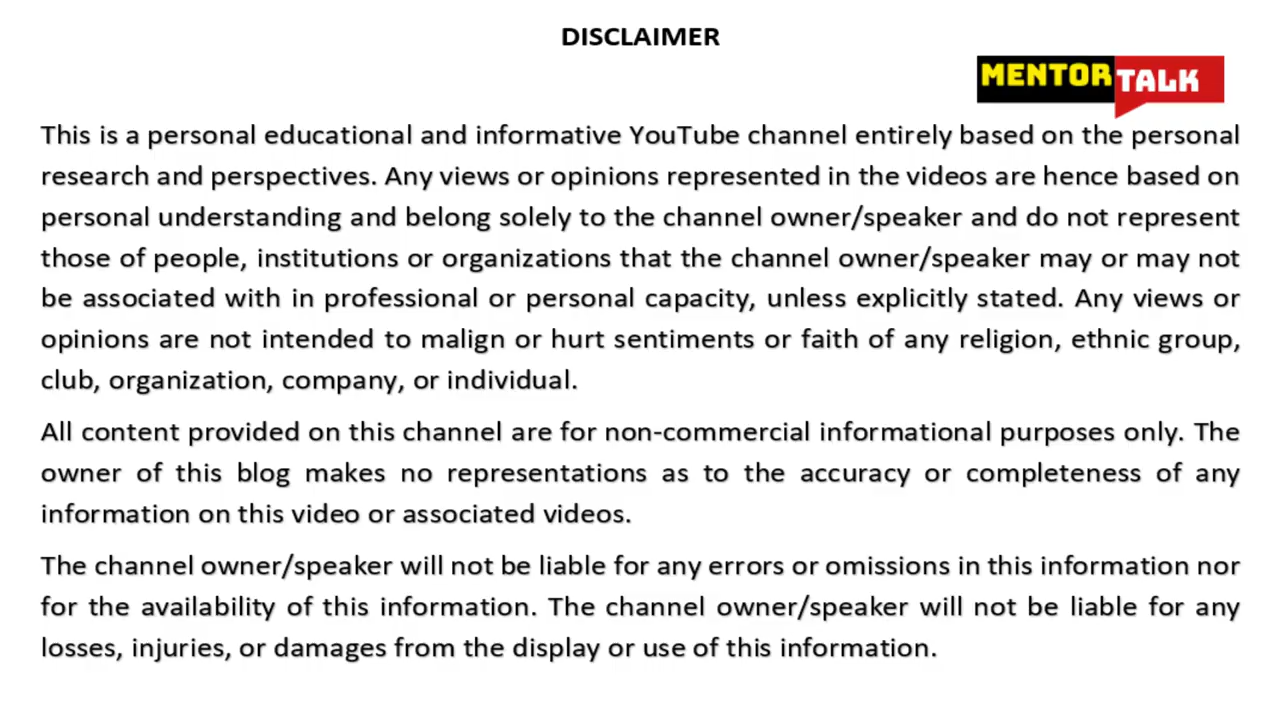 DISCLAIMER
MENTOR TALK
This is a personal educational and informative YouTube channel entirely based on the personal
research and perspectives. Any views or opinions represented in the videos are hence based on
personal understanding and belong solely to the channel owner/speaker and do not represent
those of people, institutions or organizations that the channel owner/speaker may or may not
be associated with in professional or personal capacity, unless explicitly stated. Any views or
opinions are not intended to malign or hurt sentiments or faith of any religion, ethnic group,
club, organization, company, or individual.
All content provided on this channel are for non-commercial informational purposes only. The
owner of this blog makes no representations as to the accuracy or completeness of any
information on this video or associated videos.
The channel owner/speaker will not be liable for any errors or omissions in this information nor
for the availability of this information. The channel owner/speaker will not be liable for any
losses, injuries, or damages from the display or use of this information.